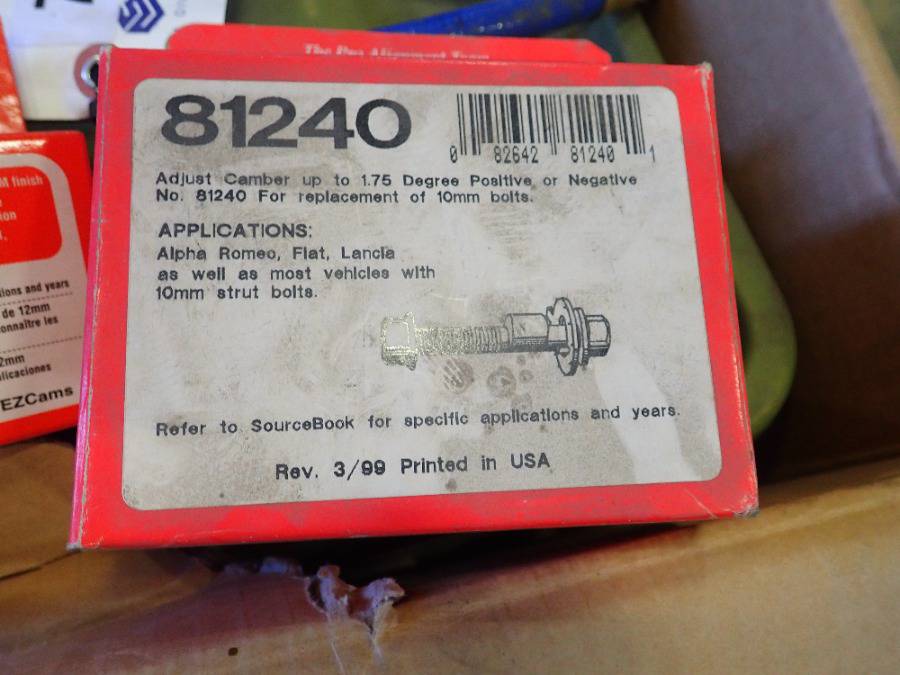 The Pro Alignment Team
81240
0 82642 81240 1
Adjust Camber up to 1.75 Degree Positive or Negative
No. 81240 For replacement of 10mm bolts.
APPLICATIONS:
Alpha Romeo, Fiat, Lancia
as well as most vehicles with
10mm strut bolts.
Refer to SourceBook for specific applications and years.
Rev. 3/99 Printed in USA
M finish
ions and years
de 12mm
onnaître les
2mm
licaciones
EZCams